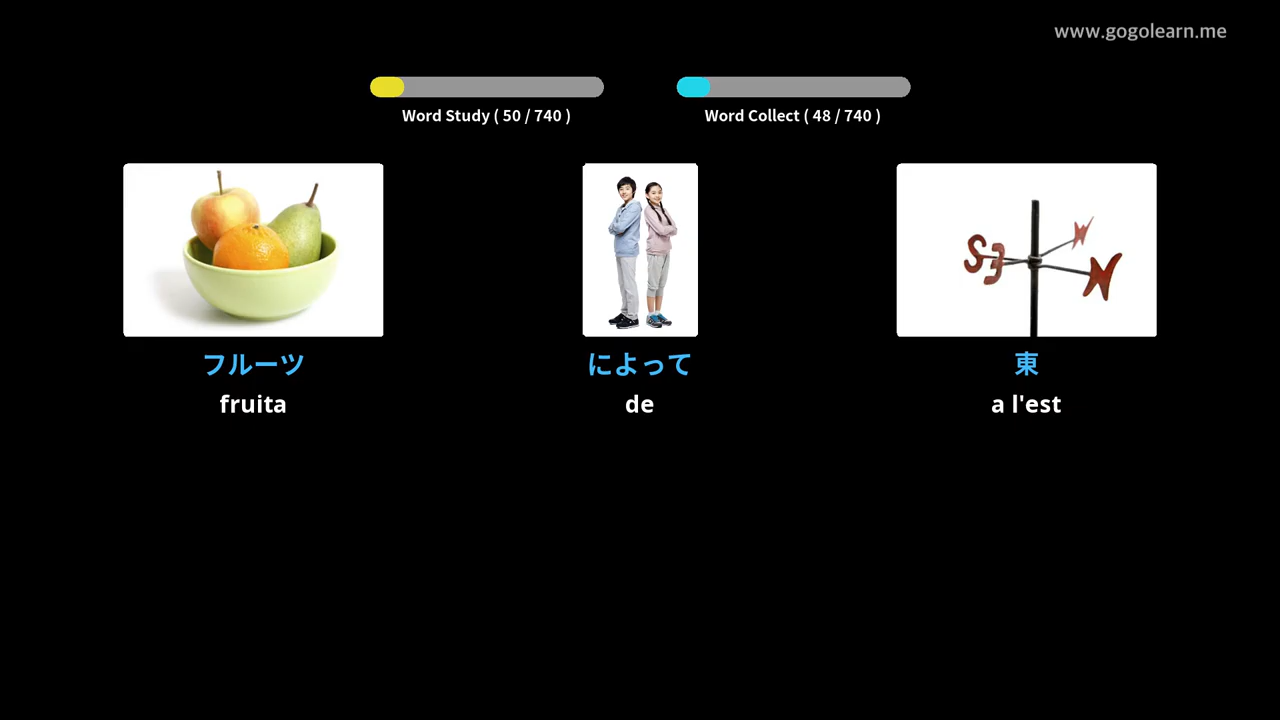 www.gogolearn.me
Word Study ( 50 / 740 )
Word Collect ( 48 / 740 )
S E N
フルーツ
によって
東
fruita
de
a l'est